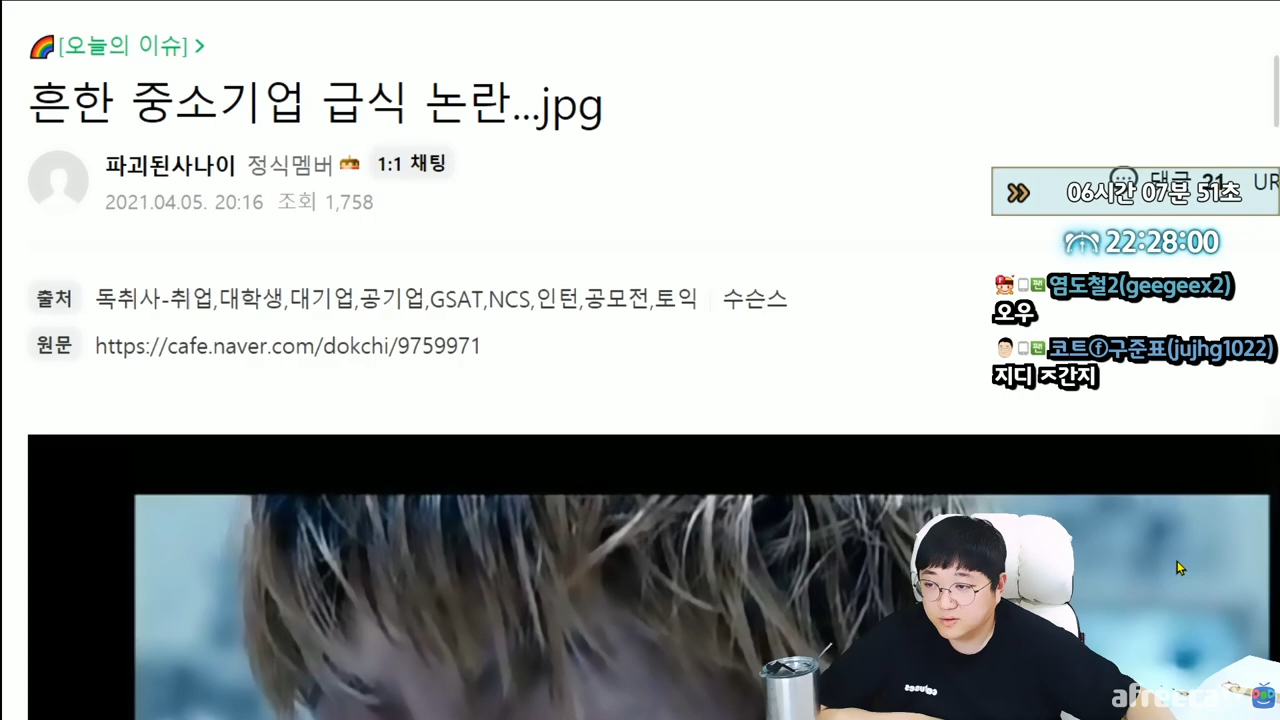 [오늘의 이슈] >
흔한 중소기업 급식 논란...jpg
파괴된사나이 정식멤버 1:1 채팅
2021.04.05. 20:16 조회 1,758
댓글 21 UR
06시간 07분 51초
22:28:00
염도철2(geegeex2)
오우
코트ⓕ구준표(jujhg1022)
지디 ㅈ간지
출처 독취사-취업,대학생,대기업,공기업,GSAT,NCS,인턴,공모전,토익 수슨스
원문 https://cafe.naver.com/dokchi/9759971